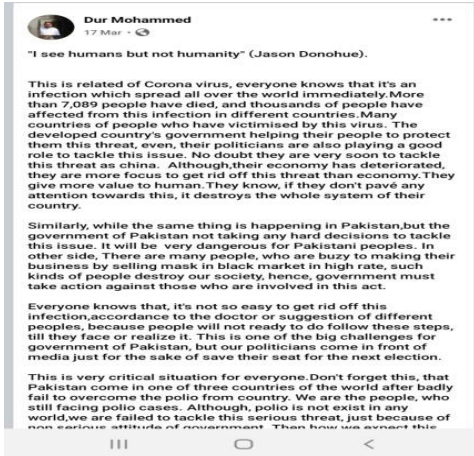 Dur Mohammed
17 Mar
"I see humans but not humanity" (Jason Donohue).
This is related of Corona virus, everyone knows that it's an
infection which spread all over the world immediately.More
than 7,089 people have died, and thousands of people have
affected from this infection in different countries.Many
countries of people who have victimised by this virus. The
developed country's government helping their people to protect
them this threat, even, their politicians are also playing a good
role to tackle this issue. No doubt they are very soon to tackle
this threat as china. Although,their economy has deteriorated,
they are more focus to get rid off this threat than economy.They
give more value to human.They know, if they don't pavé any
attention towards this, it destroys the whole system of their
country.
Similarly, while the same thing is happening in Pakistan,but the
government of Pakistan not taking any hard decisions to tackle
this issue. It will be very dangerous for Pakistani peoples. In
other side, There are many people, who are buzy to making their
business by selling mask in black market in high rate, such
kinds of people destroy our society, hence, government must
take action against those who are involved in this act.
Everyone knows that, it's not so easy to get rid off this
infection,accordance to the doctor or suggestion of different
peoples, because people will not ready to do follow these steps,
till they face or realize it. This is one of the big challenges for
government of Pakistan, but our politicians come in front of
media just for the sake of save their seat for the next election.
This is very critical situation for everyone.Don't forget this, that
Pakistan come in one of three countries of the world after badly
fail to overcome the polio from country. We are the people, who
still facing polio cases. Although, polio is not exist in any
world,we are failed to tackle this serious threat, just because of
non serious attitude of government. Then how we expect this